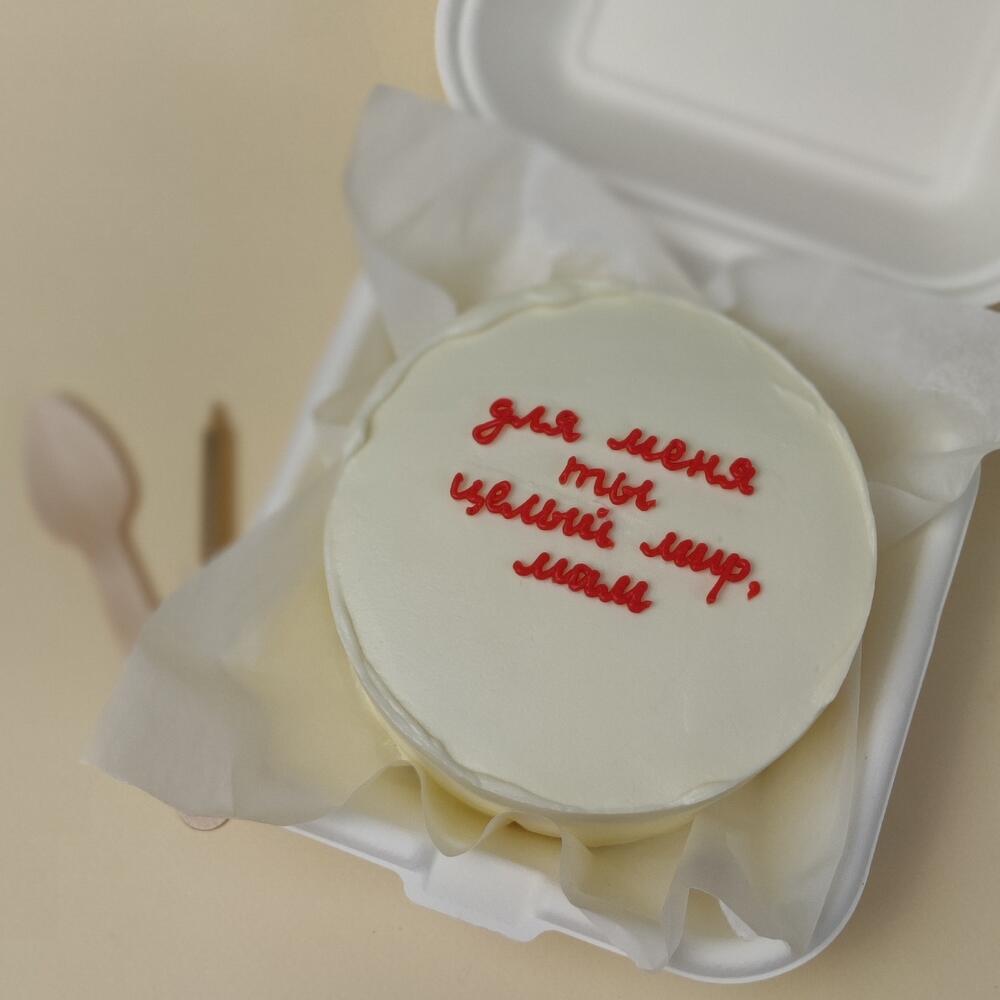 для меня
ты
целый мир,
мам